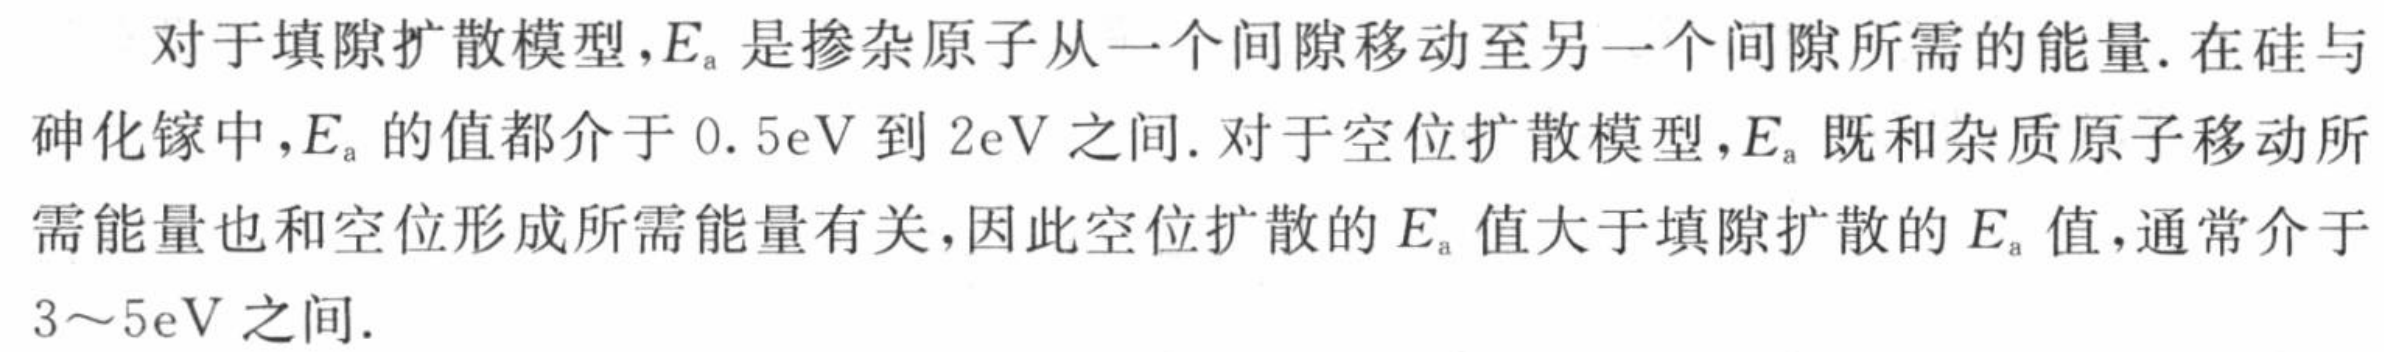 对于填隙扩散模型,Ea 是掺杂原子从一个间隙移动至另一个间隙所需的能量. 在硅与
砷化镓中,Ea 的值都介于 0.5eV 到 2eV 之间. 对于空位扩散模型,Ea 既和杂质原子移动所
需能量也和空位形成所需能量有关,因此空位扩散的 Ea 值大于填隙扩散的 Ea 值,通常介于
3～5eV 之间.